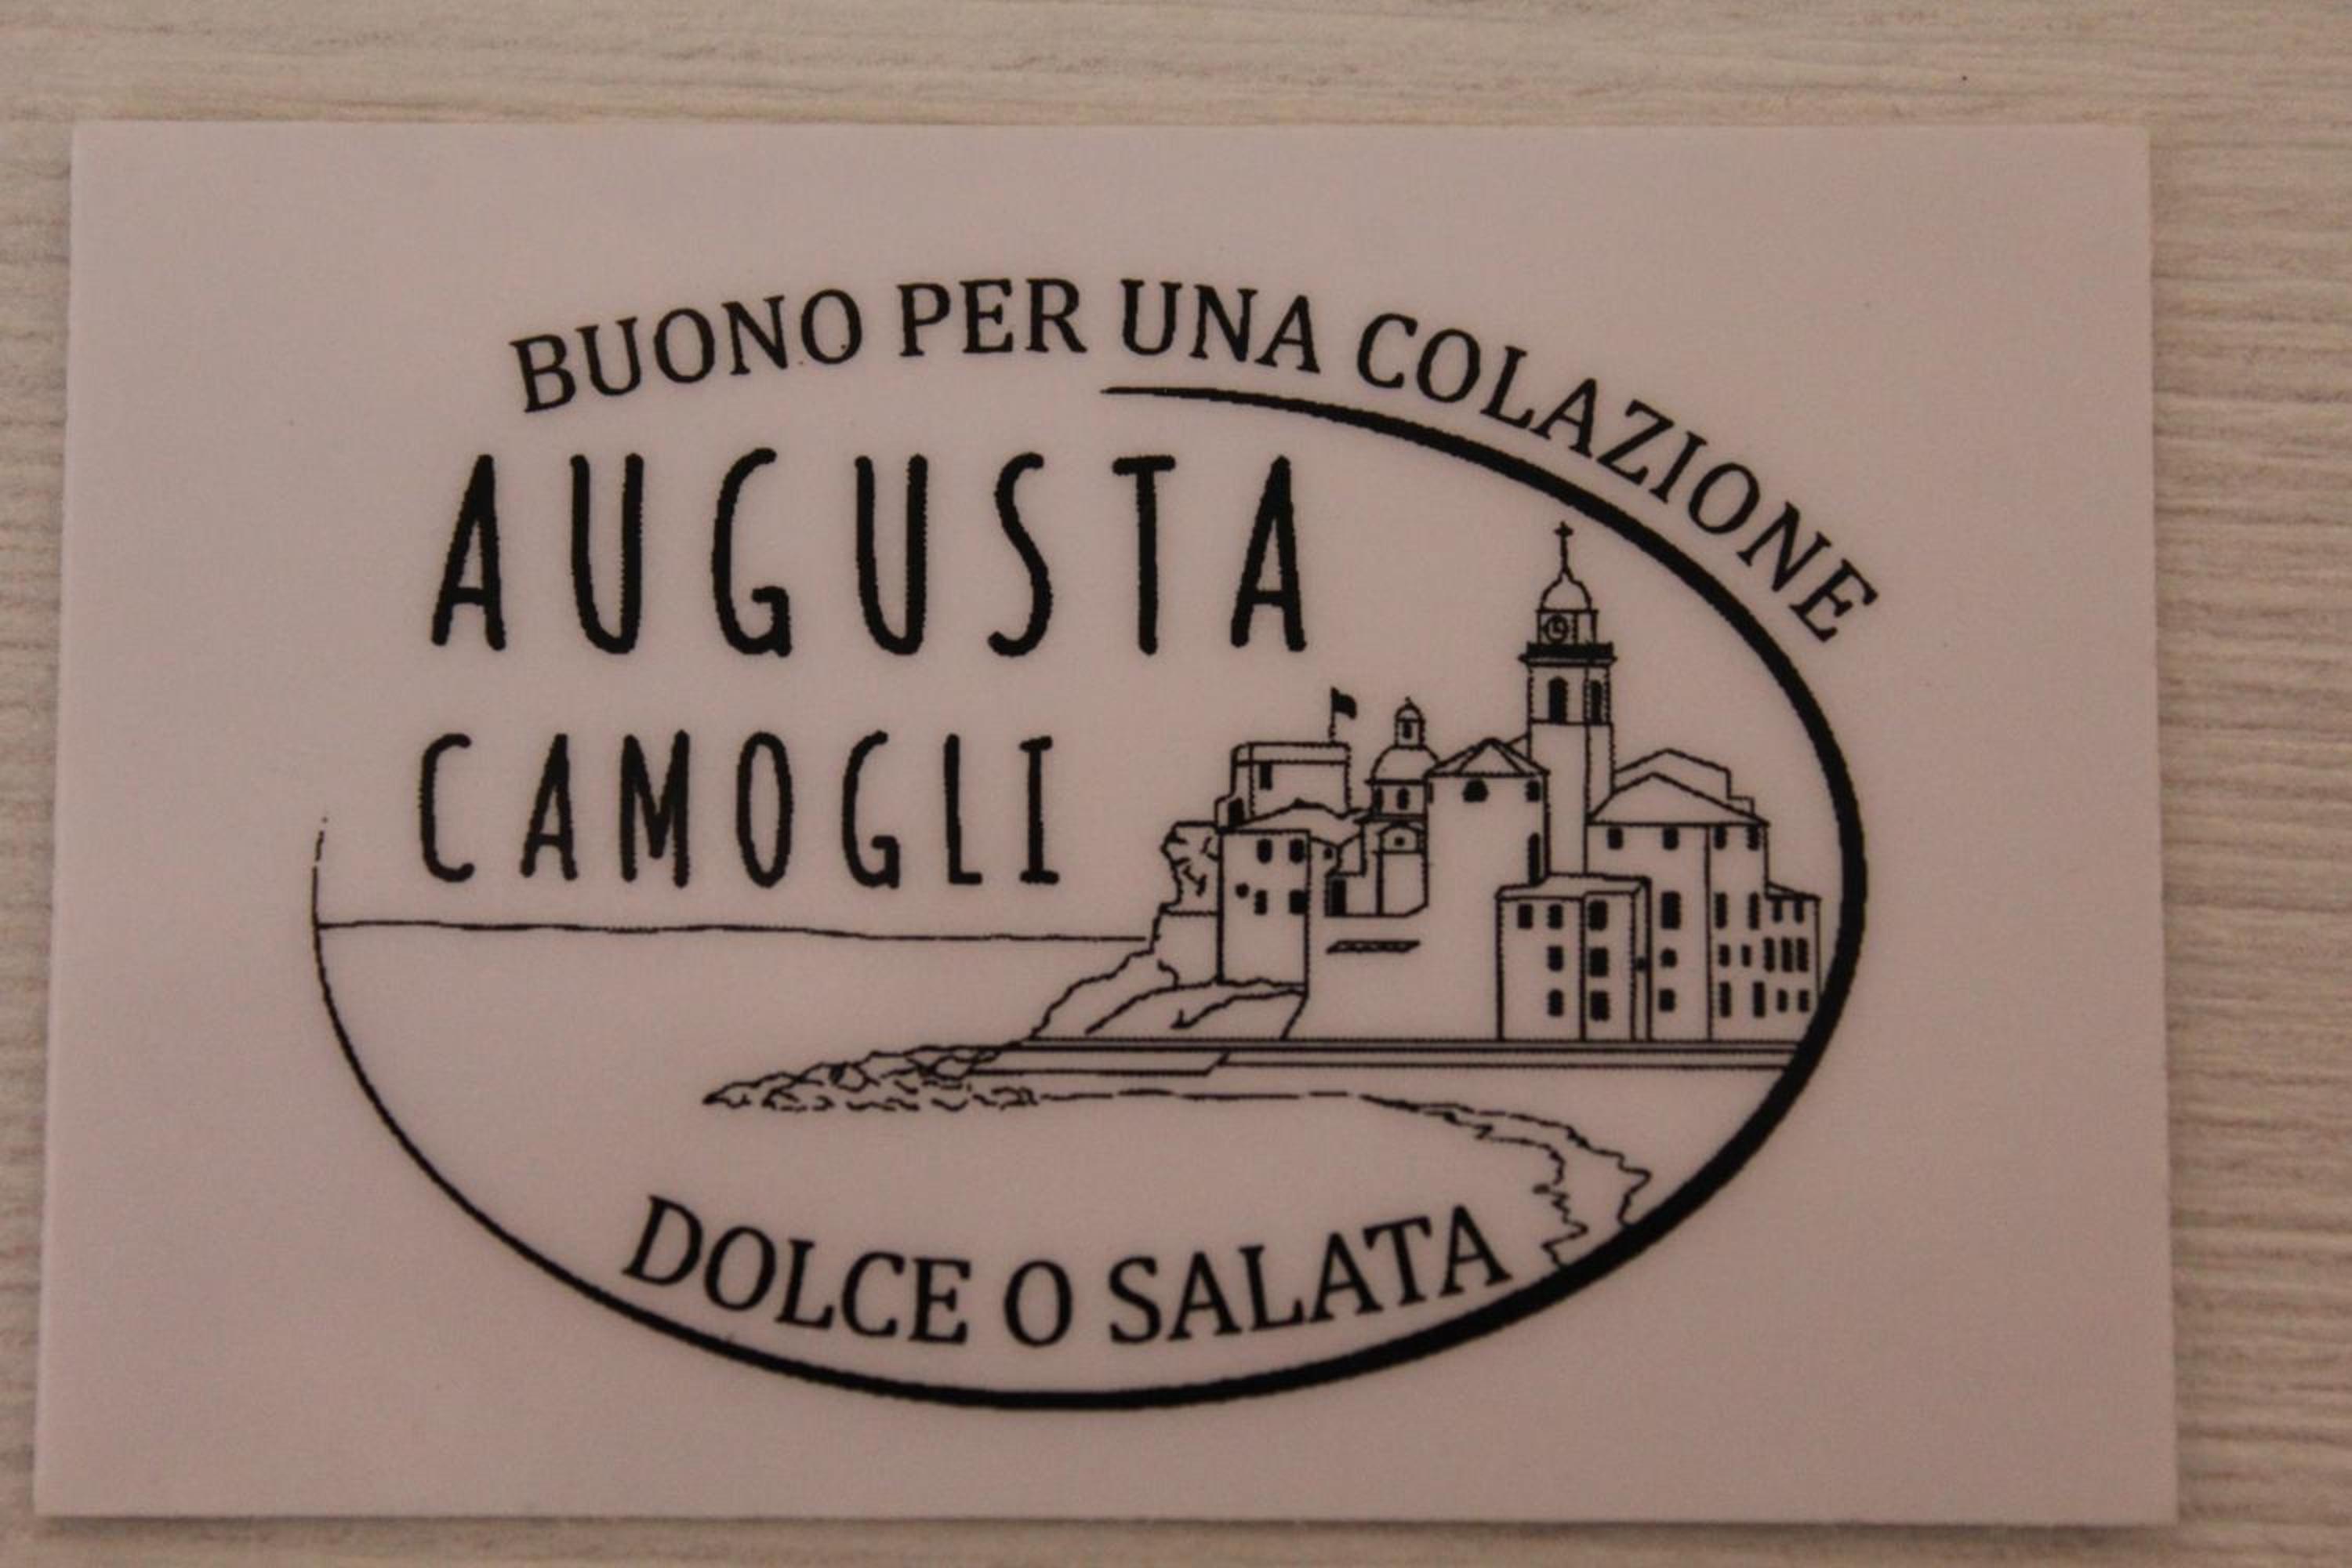 BUONO PER UNA COLAZIONE
AUGUSTA
CAMOGLI
DOLCE O SALATA